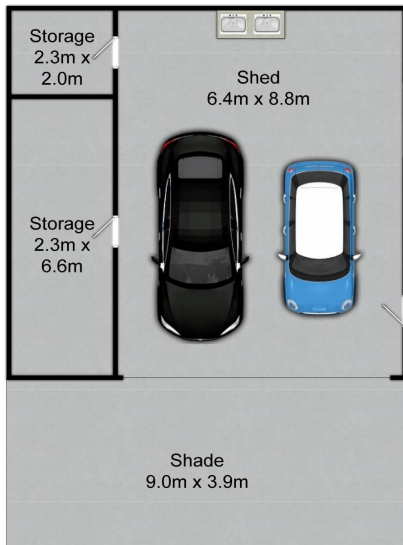 Storage
2.3m x
2.0m
Shed
6.4m x 8.8m
Storage
2.3m x
6.6m
Shade
9.0m x 3.9m